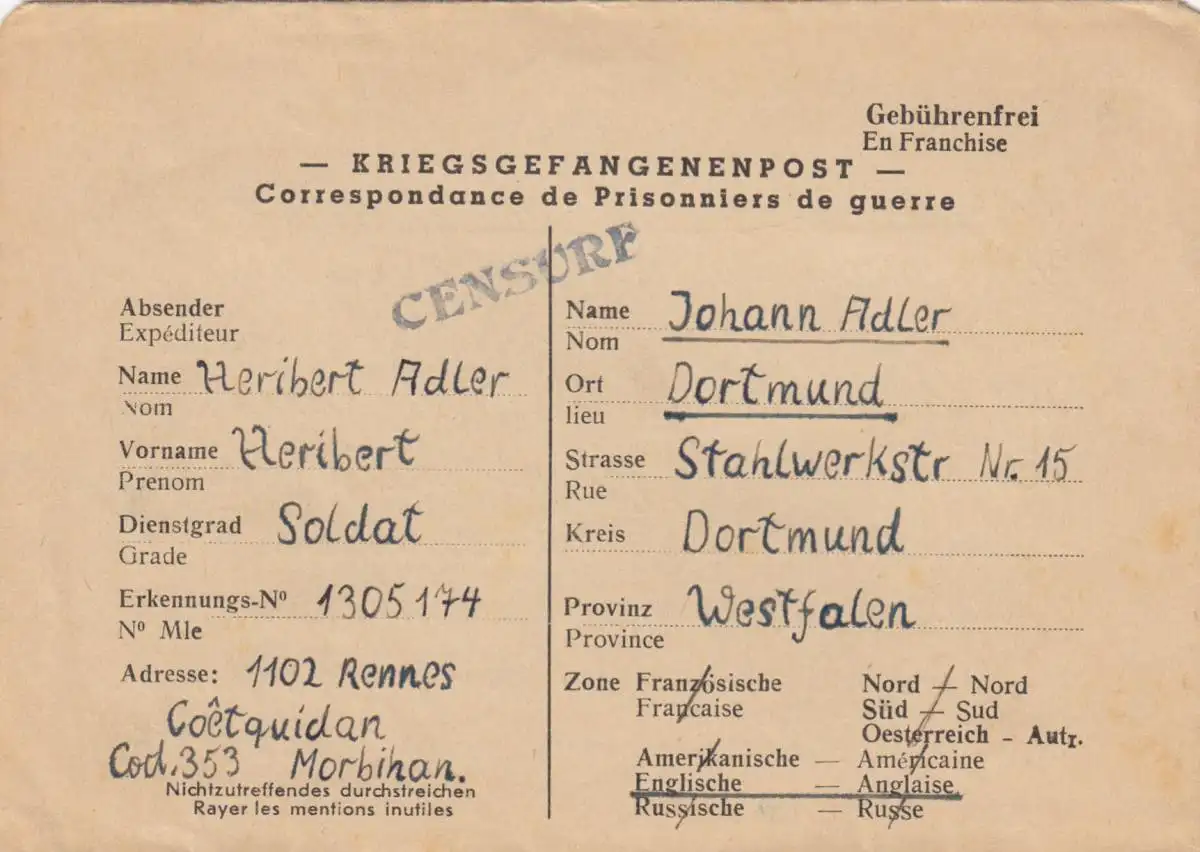 Gebührenfrei
En Franchise
— KRIEGSGEFANGENENPOST —
Correspondance de Prisonniers de guerre
CENSURE
Absender
Expéditeur
Name Heribert Adler
Nom
Vorname Heribert
Prenom
Dienstgrad Soldat
Grade
Erkennungs-Nº 1305174
Nº Mle
Adresse: 1102 Rennes
Coêtquidan
Cod.353 Morbihan.
Nichtzutreffendes durchstreichen
Rayer les mentions inutiles
Name Johann Adler
Nom
Ort Dortmund
lieu
Strasse Stahlwerkstr Nr. 15
Rue
Kreis Dortmund
Provinz Westfalen
Province
Zone Französische Nord — Nord
Francaise Süd — Sud
Oesterreich - Autr.
Amerikanische — Américaine
Englische — Anglaise
Russische — Russe